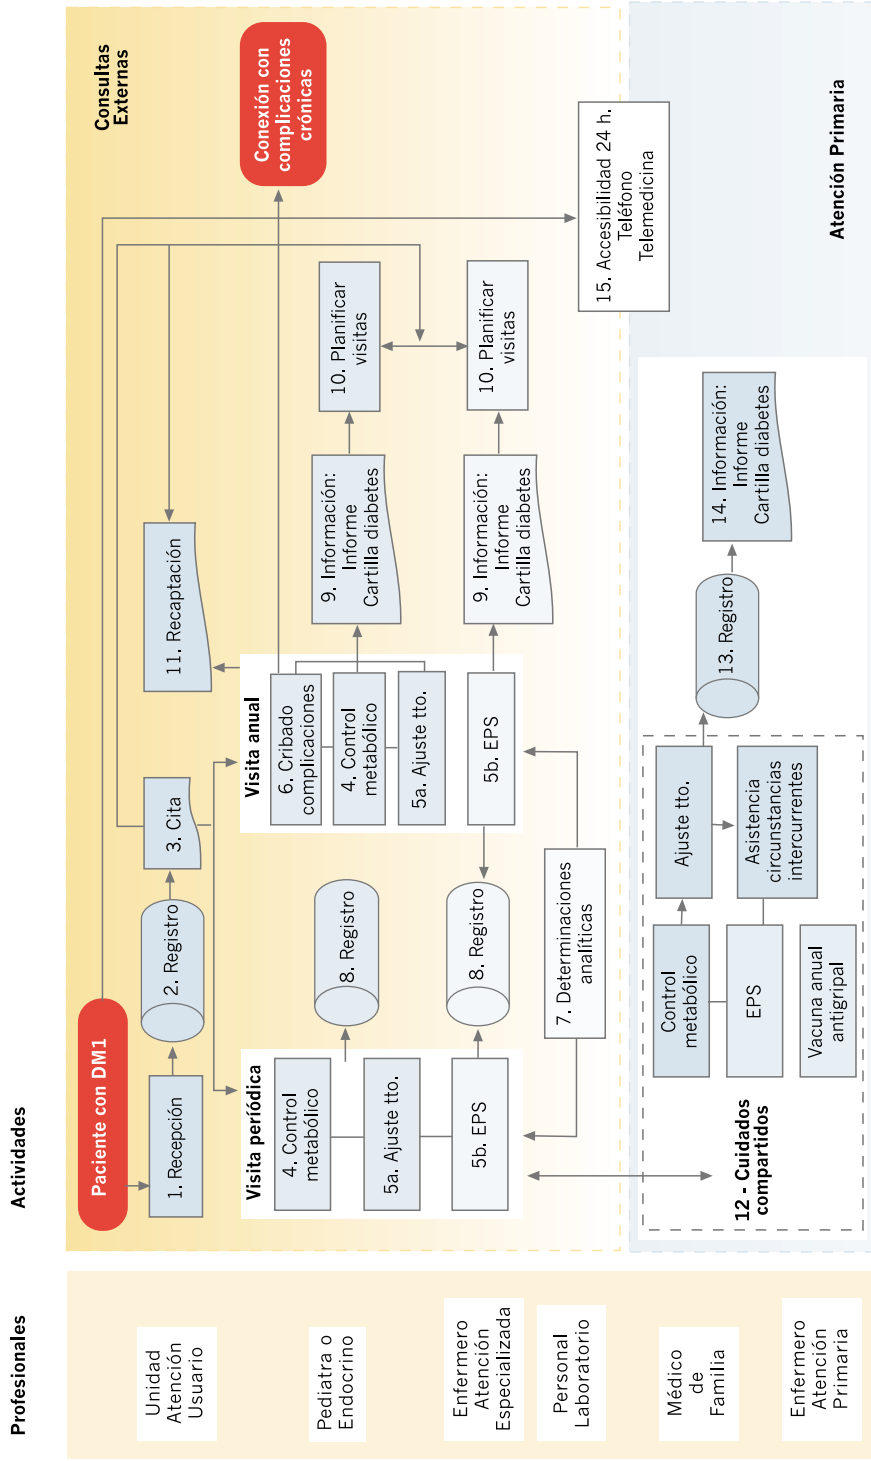 Profesionales
Actividades
Unidad
Atención
Usuario
Pediatra o
Endocrino
Enfermero
Atención
Especializada
Personal
Laboratorio
Médico
de
Familia
Enfermero
Atención
Primaria
Consultas
Externas
Paciente con DM1
1. Recepción
2. Registro
3. Cita
11. Recaptación
Conexión con
complicaciones
crónicas
Visita períódica
4. Control
metabólico
5a. Ajuste tto.
5b. EPS
8. Registro
8. Registro
Visita anual
6. Cribado
complicaciones
4. Control
metabólico
5a. Ajuste tto.
5b. EPS
9. Información:
Informe
Cartilla diabetes
10. Planificar
visitas
9. Información:
Informe
Cartilla diabetes
10. Planificar
visitas
7. Determinaciones
analíticas
15. Accesibilidad 24 h.
Teléfono
Telemedicina
Atención Primaria
12 - Cuidados
compartidos
Control
metabólico
EPS
Vacuna anual
antigripal
Ajuste tto.
Asistencia
circunstancias
intercurrentes
13. Registro
14. Información:
Informe
Cartilla diabetes